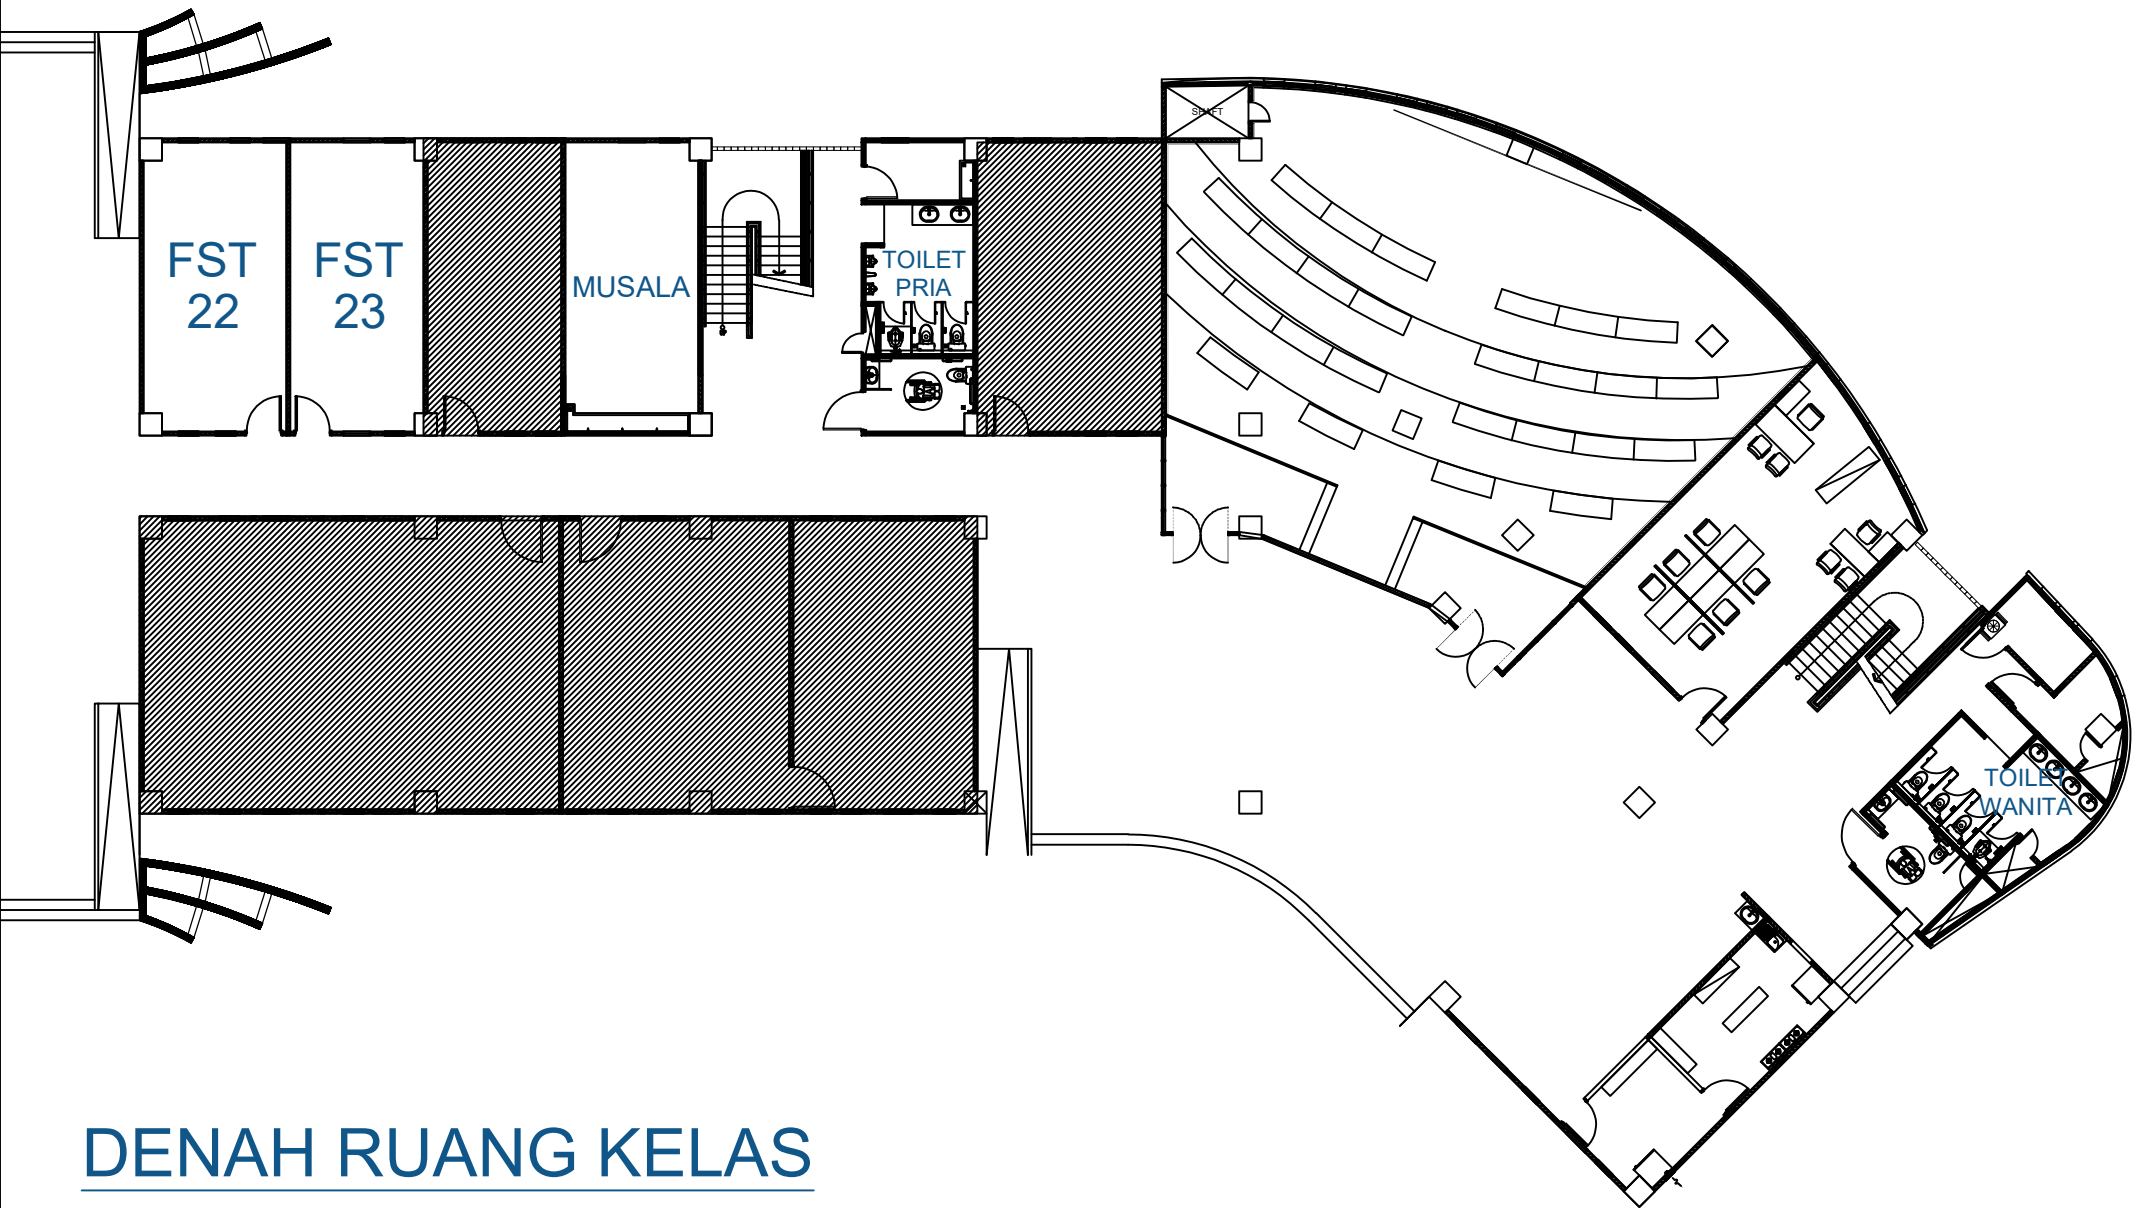 SHAFT
FST
22
FST
23
MUSALA
TOILET
PRIA
TOILET
WANITA
DENAH RUANG KELAS